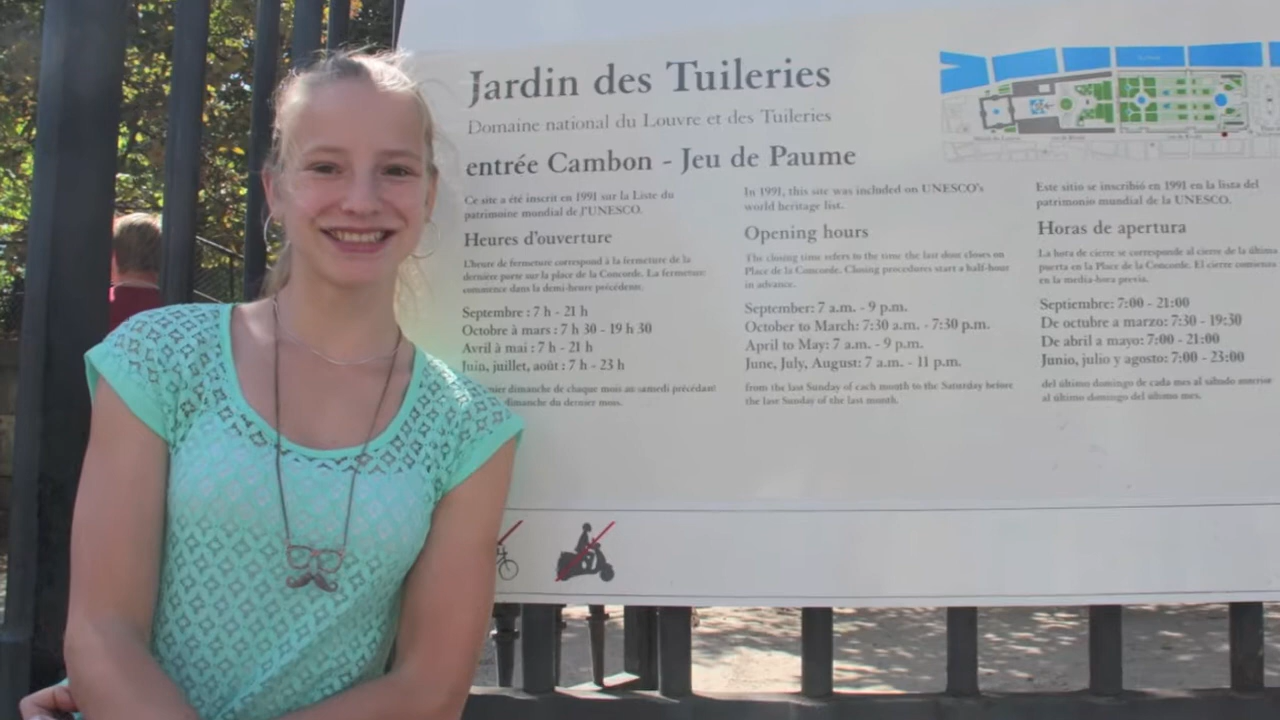 Jardin des Tuileries
Domaine national du Louvre et des Tuileries
entrée Cambon - Jeu de Paume
Ce site a été inscrit en 1991 sur la Liste du
patrimoine mondial de l'UNESCO.
Heures d'ouverture
L'heure de fermeture correspond à la fermeture de la
dernière porte sur la place de la Concorde. La fermeture
commence dans la demi-heure précédente.
Septembre : 7 h - 21 h
Octobre à mars : 7 h 30 - 19 h 30
Avril à mai : 7 h - 21 h
Juin, juillet, août : 7 h - 23 h
dimanche de chaque mois au samedi précédant
dimanche du dernier mois.
In 1991, this site was included on UNESCO's
world heritage list.
Opening hours
The closing time refers to the time the last door closes on
Place de la Concorde. Closing procedures start a half-hour
in advance.
September: 7 a.m. - 9 p.m.
October to March: 7:30 a.m. - 7:30 p.m.
April to May: 7 a.m. - 9 p.m.
June, July, August: 7 a.m. - 11 p.m.
from the last Sunday of each month to the Saturday before
the last Sunday of the last month.
Este sitio se inscribió en 1991 en la lista del
patrimonio mundial de la UNESCO.
Horas de apertura
La hora de cierre se corresponde al cierre de la última
puerta en la Place de la Concorde. El cierre comienza
en la media-hora previa.
Septiembre: 7:00 - 21:00
De octubre a marzo: 7:30 - 19:30
De abril a mayo: 7:00 - 21:00
Junio, julio y agosto: 7:00 - 23:00
del último domingo de cada mes al sábado anterior
al último domingo del último mes.